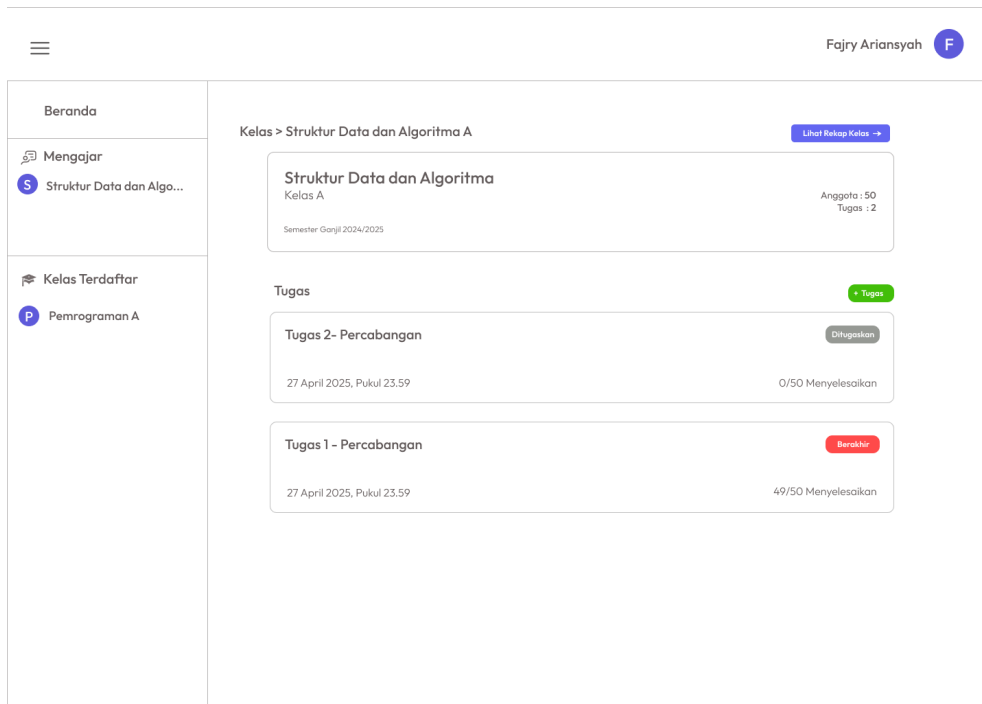 Fajry Ariansyah
F
Beranda
Mengajar
S
Struktur Data dan Algo...
Kelas Terdaftar
P
Pemrograman A
Kelas > Struktur Data dan Algoritma A
Lihat Rekap Kelas →
Struktur Data dan Algoritma
Kelas A
Anggota : 50
Tugas : 2
Semester Ganjil 2024/2025
Tugas
+ Tugas
Tugas 2- Percabangan
Ditugaskan
27 April 2025, Pukul 23.59
0/50 Menyelesaikan
Tugas 1 - Percabangan
Berakhir
27 April 2025, Pukul 23.59
49/50 Menyelesaikan